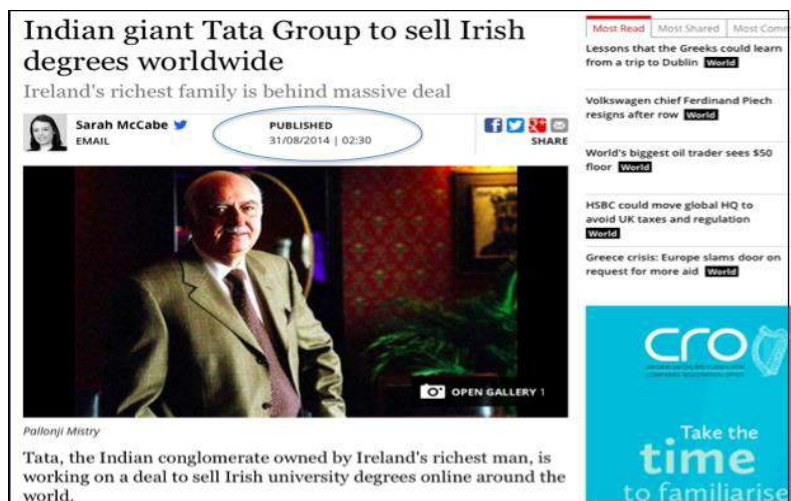 Indian giant Tata Group to sell Irish
degrees worldwide
Ireland's richest family is behind massive deal
Sarah McCabe
EMAIL
PUBLISHED
31/08/2014 | 02:30
SHARE
OPEN GALLERY 1
Pallonji Mistry
Tata, the Indian conglomerate owned by Ireland's richest man, is
working on a deal to sell Irish university degrees online around the
world.
Most Read Most Shared Most Comm
Lessons that the Greeks could learn
from a trip to Dublin World
Volkswagen chief Ferdinand Piech
resigns after row World
World's biggest oil trader sees $50
floor World
HSBC could move global HQ to
avoid UK taxes and regulation
World
Greece crisis: Europe slams door on
request for more aid World
cro
Take the
time
to familiarise